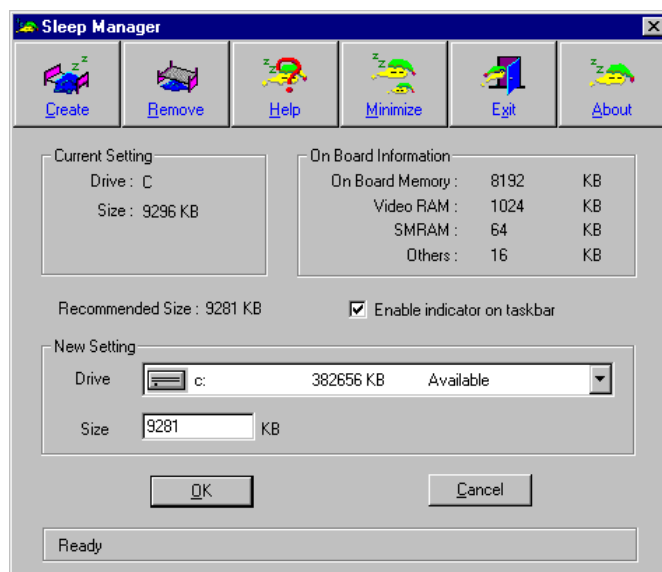 Sleep Manager
Create Remove Help Minimize Exit About
Current Setting
Drive : C
Size : 9296 KB
On Board Information
On Board Memory : 8192 KB
Video RAM : 1024 KB
SMRAM : 64 KB
Others : 16 KB
Recommended Size : 9281 KB
Enable indicator on taskbar
New Setting
Drive c: 382656 KB Available
Size 9281 KB
OK Cancel
Ready